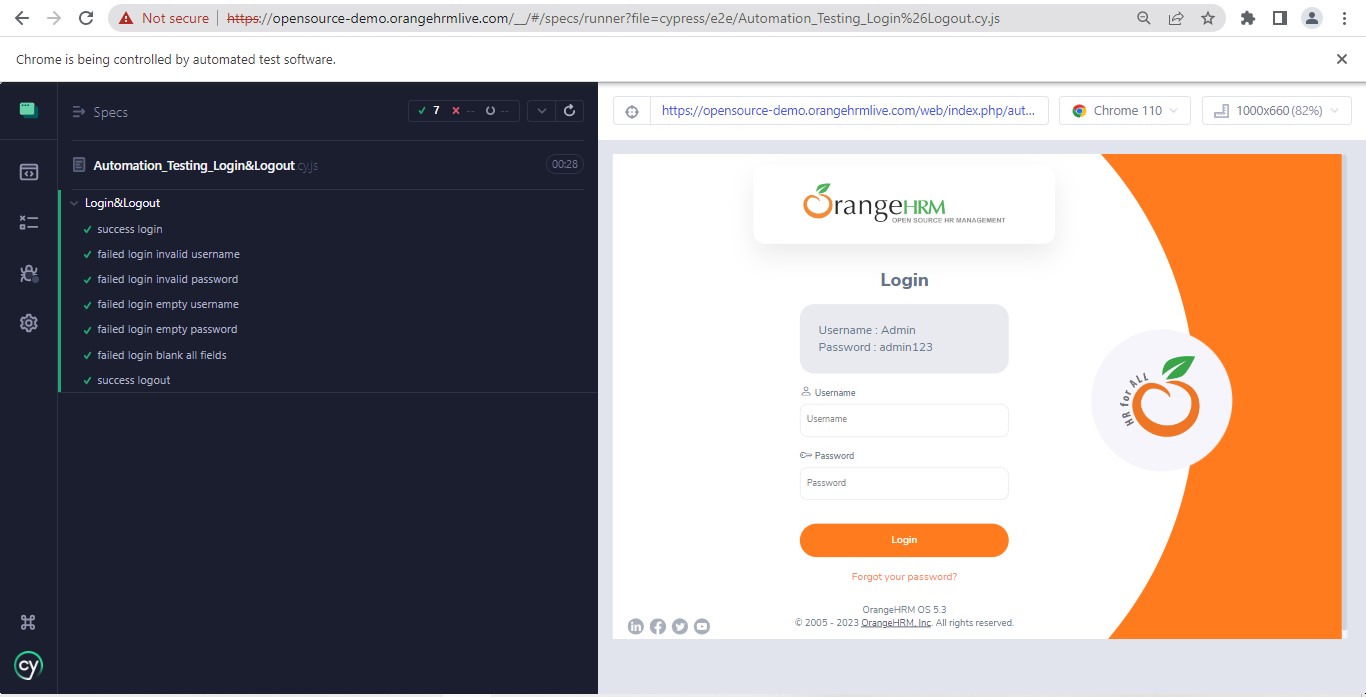 Not secure | https://opensource-demo.orangehrmlive.com/__/#/specs/runner?file=cypress/e2e/Automation_Testing_Login%26Logout.cy.js
Chrome is being controlled by automated test software.
Specs
7 -- --
Automation_Testing_Login&Logout.cy.js 00:28
Login&Logout
success login
failed login invalid username
failed login invalid password
failed login empty username
failed login empty password
failed login blank all fields
success logout
cy
https://opensource-demo.orangehrmlive.com/web/index.php/aut...
Chrome 110
1000x660 (82%)
OrangeHRM
OPEN SOURCE HR MANAGEMENT
Login
Username : Admin
Password : admin123
Username
Username
Password
Password
Login
Forgot your password?
OrangeHRM OS 5.3
© 2005 - 2023 OrangeHRM, Inc. All rights reserved.
HR for ALL